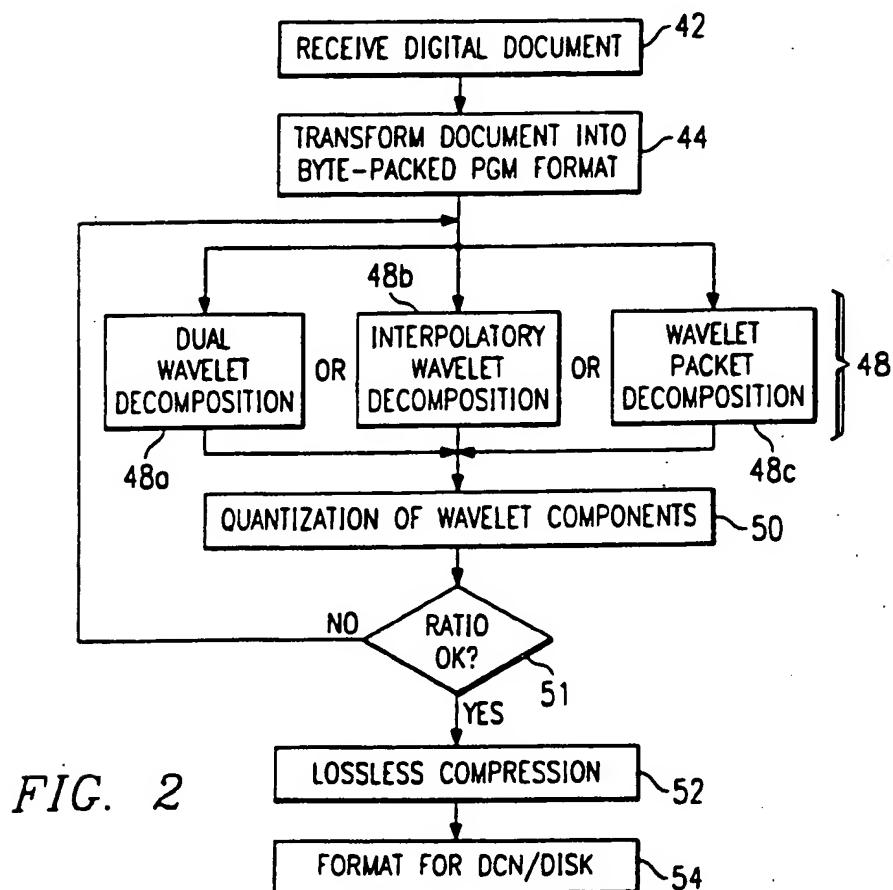 RECEIVE DIGITAL DOCUMENT
42
TRANSFORM DOCUMENT INTO
BYTE-PACKED PGM FORMAT
44
48b
DUAL
WAVELET
DECOMPOSITION
OR
INTERPOLATORY
WAVELET
DECOMPOSITION
OR
WAVELET
PACKET
DECOMPOSITION
48
48a
48c
QUANTIZATION OF WAVELET COMPONENTS
50
NO
RATIO
OK?
51
YES
LOSSLESS COMPRESSION
52
FIG. 2
FORMAT FOR DCN/DISK
54